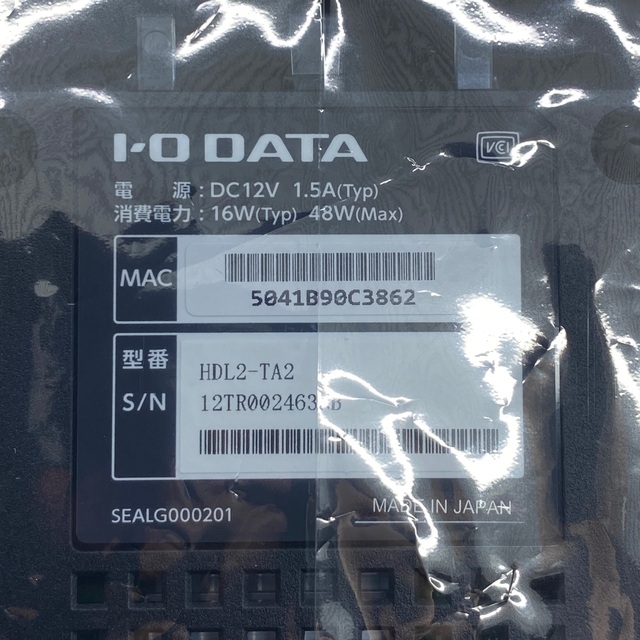 I-O DATA
VCCI
電 源：DC12V 1.5A(Typ)
消費電力：16W(Typ) 48W(Max)
MAC
5041B90C3862
型番
HDL2-TA2
S/N
SEALG000201
MADE IN JAPAN